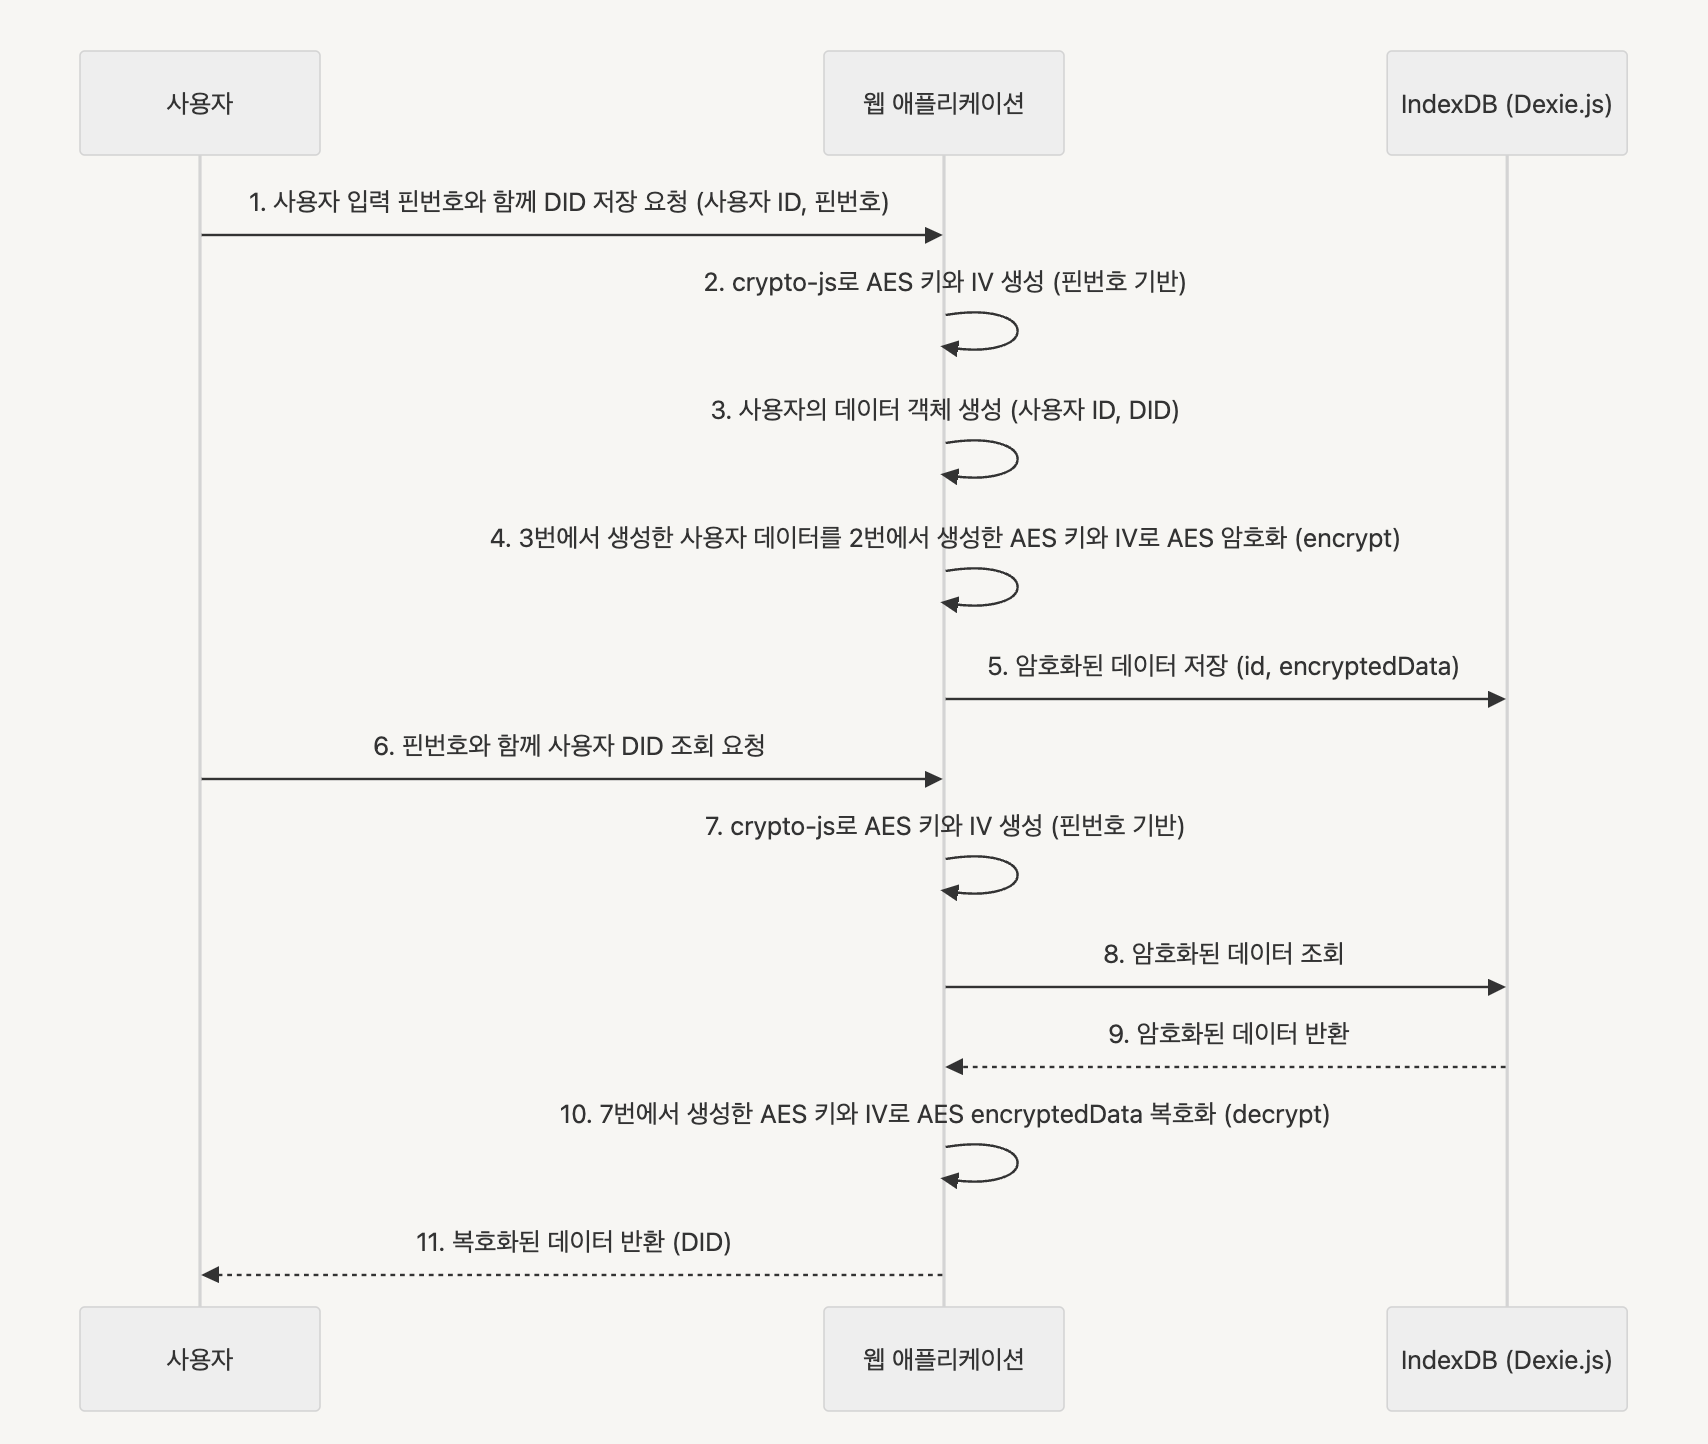 사용자
웹 애플리케이션
IndexDB (Dexie.js)
1. 사용자 입력 핀번호와 함께 DID 저장 요청 (사용자 ID, 핀번호)
2. crypto-js로 AES 키와 IV 생성 (핀번호 기반)
3. 사용자의 데이터 객체 생성 (사용자 ID, DID)
4. 3번에서 생성한 사용자 데이터를 2번에서 생성한 AES 키와 IV로 AES 암호화 (encrypt)
5. 암호화된 데이터 저장 (id, encryptedData)
6. 핀번호와 함께 사용자 DID 조회 요청
7. crypto-js로 AES 키와 IV 생성 (핀번호 기반)
8. 암호화된 데이터 조회
9. 암호화된 데이터 반환
10. 7번에서 생성한 AES 키와 IV로 AES encryptedData 복호화 (decrypt)
11. 복호화된 데이터 반환 (DID)
사용자
웹 애플리케이션
IndexDB (Dexie.js)